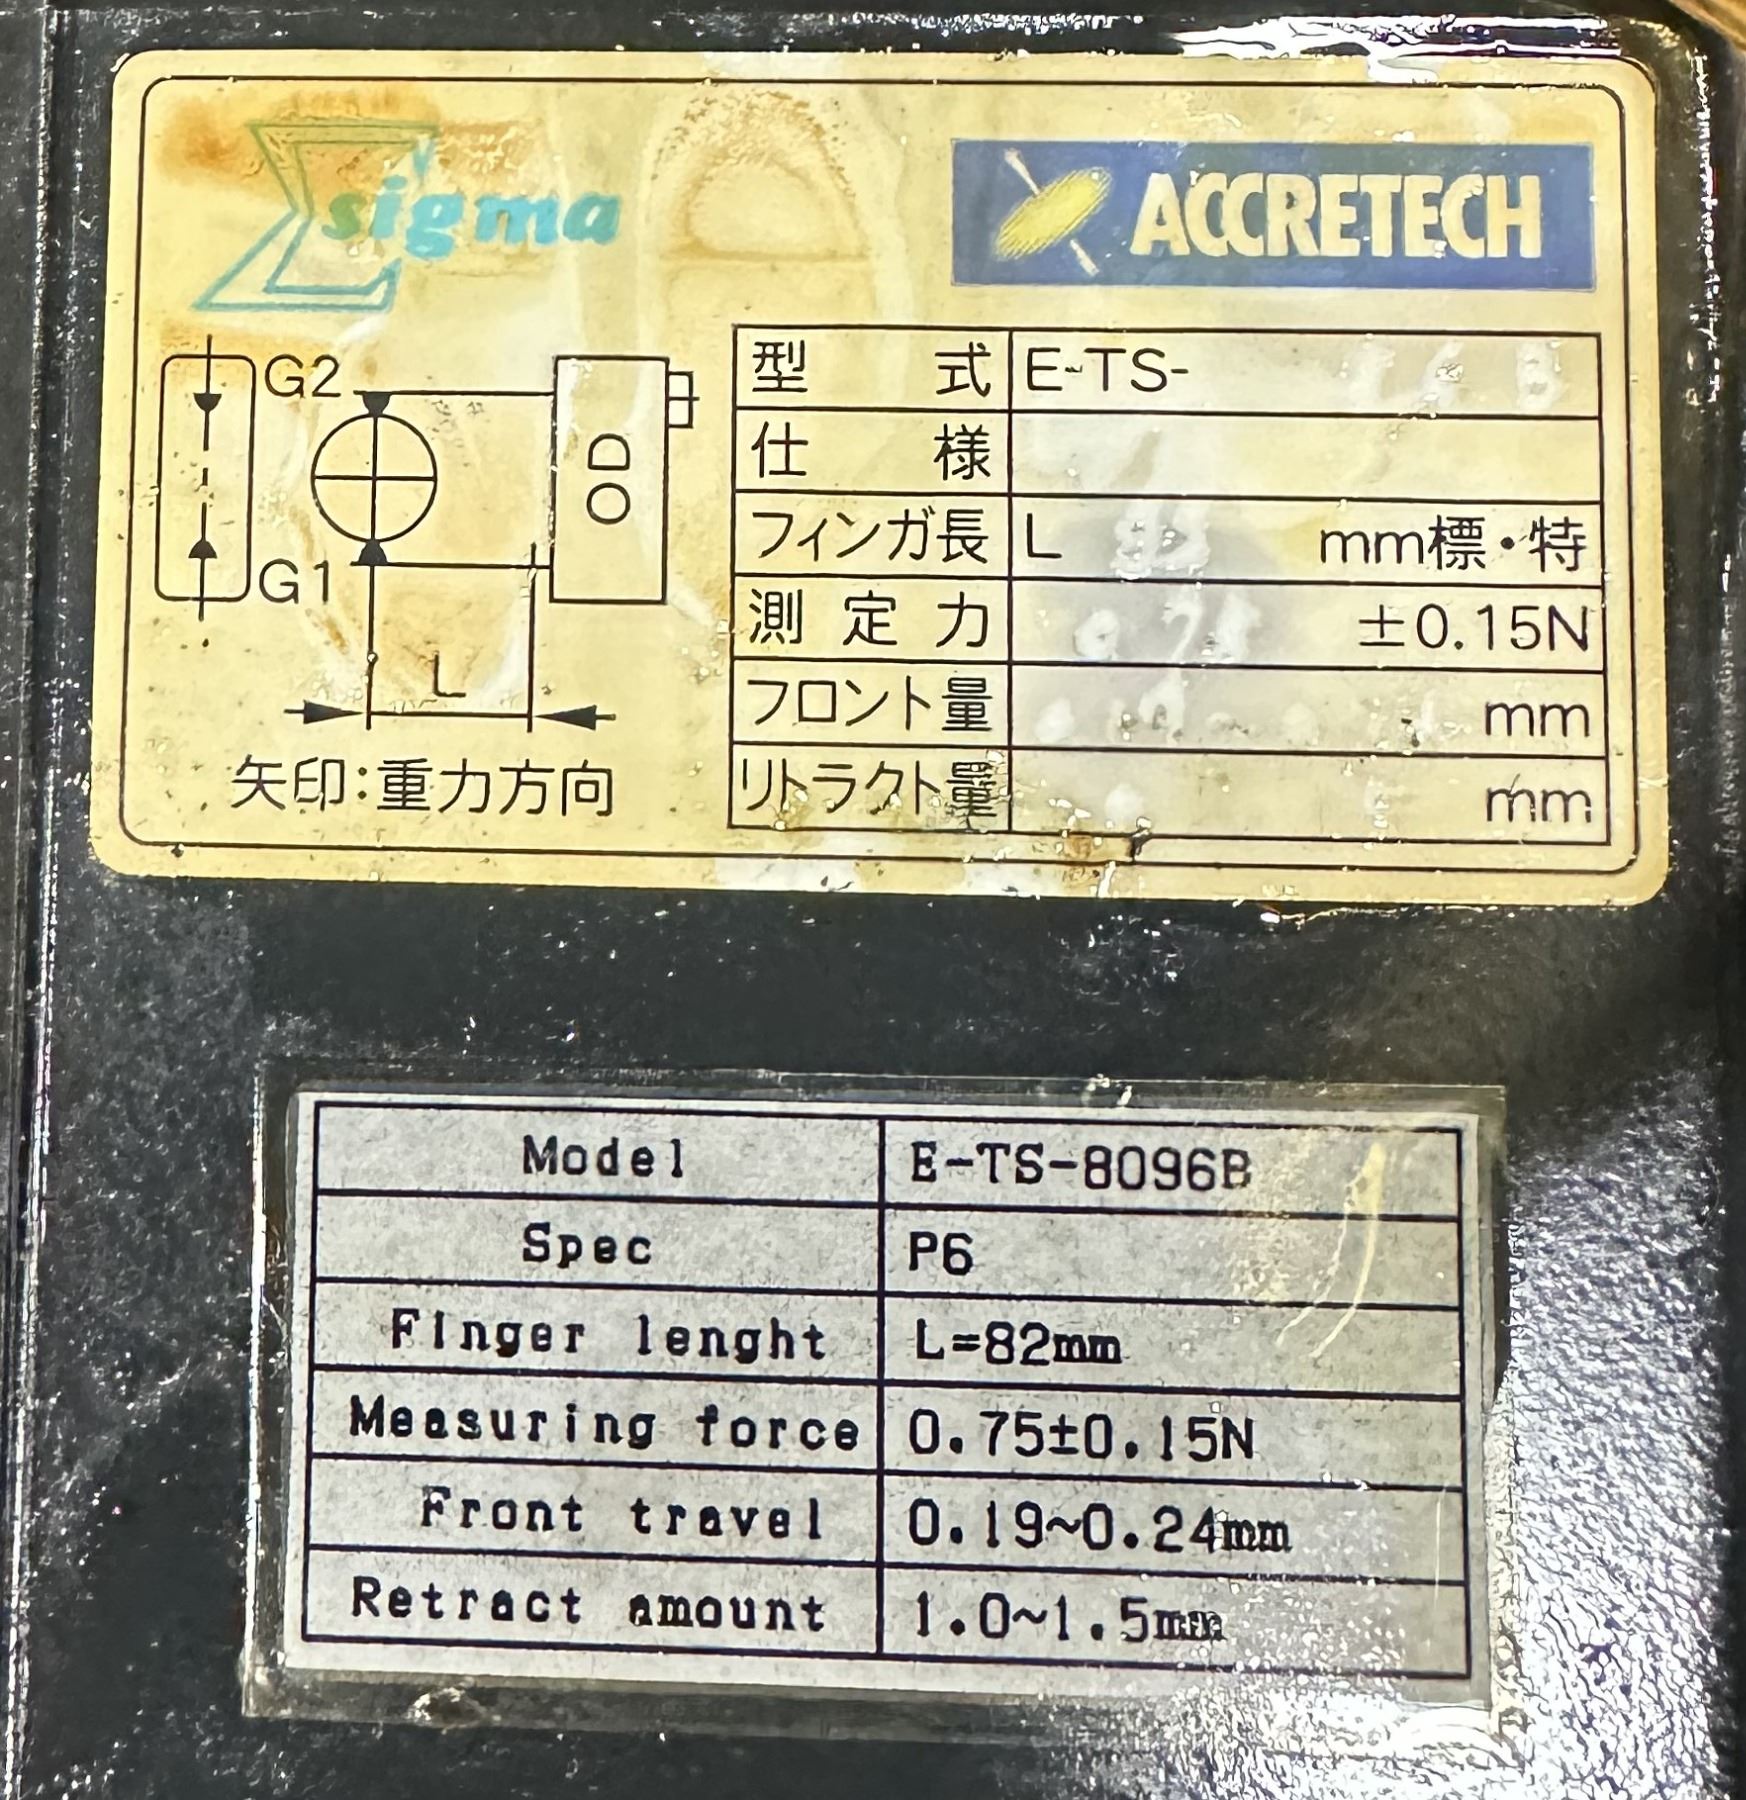 sigma
ACCRETECH
G2
G1
L
矢印:重力方向
型 式 E-TS-
仕 様
フィンガ長 L mm標・特
測 定 力 ±0.15N
フロント量 mm
リトラクト量 mm
Model E-TS-8096B
Spec P6
Finger lenght L=82mm
Measuring force 0.75±0.15N
Front travel 0.19~0.24mm
Retract amount 1.0~1.5mm